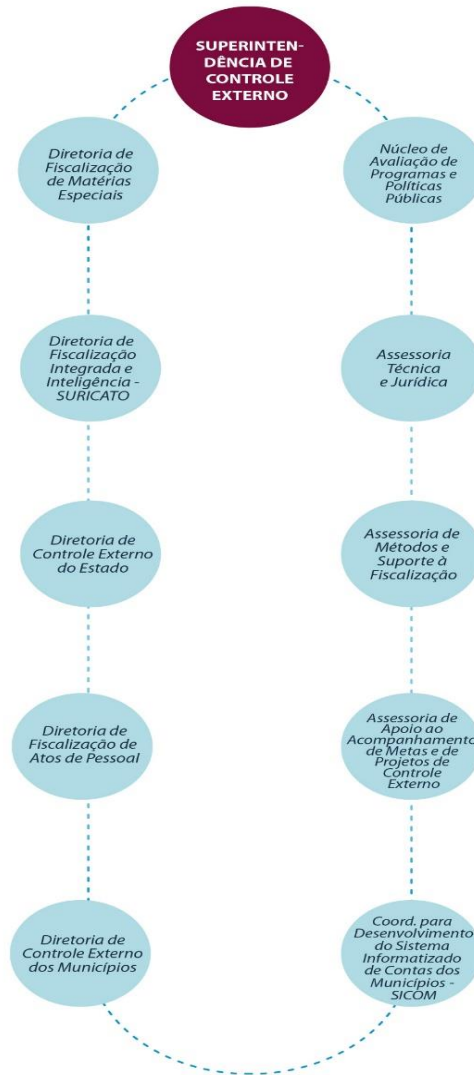 SUPERINTEN-
DÊNCIA DE
CONTROLE
EXTERNO
Diretoria de
Fiscalização
de Matérias
Especiais
Núcleo de
Avaliação de
Programas e
Políticas
Públicas
Diretoria de
Fiscalização
Integrada e
Inteligência -
SURICATO
Assessoria
Técnica
e Jurídica
Diretoria de
Controle Externo
do Estado
Assessoria de
Métodos e
Suporte à
Fiscalização
Diretoria de
Fiscalização de
Atos de Pessoal
Assessoria de
Apoio ao
Acompanhamento
de Metas e de
Projetos de
Controle
Externo
Diretoria de
Controle Externo
dos Municípios
Coord. para
Desenvolvimento
do Sistema
Informatizado
de Contas dos
Municípios -
SICOM